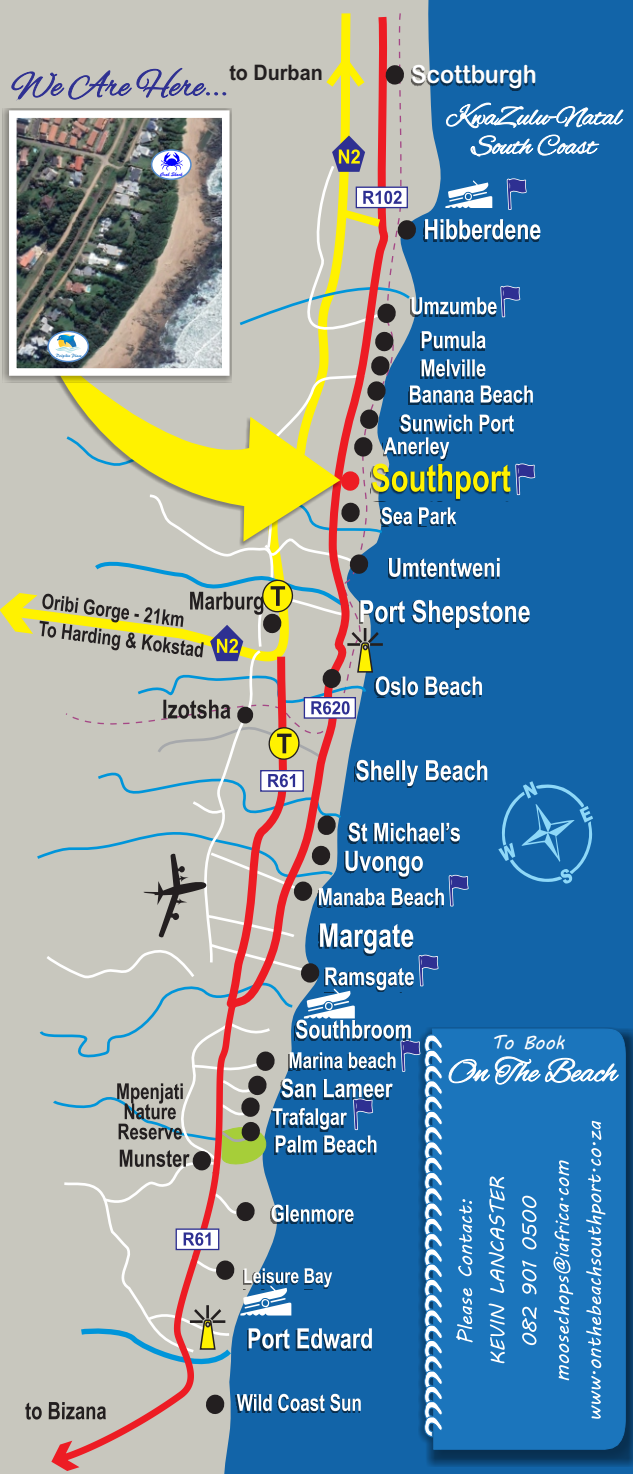 We Are Here...
to Durban
Scottburgh
KwaZulu-Natal
South Coast
N2
R102
Hibberdene
Umzumbe
Pumula
Melville
Banana Beach
Sunwich Port
Anerley
Southport
Sea Park
Umtentweni
T
Marburg
Oribi Gorge - 21km
To Harding & Kokstad
N2
Port Shepstone
Oslo Beach
Izotsha
R620
T
R61
Shelly Beach
N
E
W
S
St Michael's
Uvongo
Manaba Beach
Margate
Ramsgate
Southbroom
Marina beach
San Lameer
Mpenjati
Nature
Reserve
Trafalgar
Palm Beach
Munster
Glenmore
R61
Leisure Bay
Port Edward
Wild Coast Sun
to Bizana
To Book
On The Beach
Please Contact:
KEVIN LANCASTER
082 901 0500
moosechops@iafrica.com
www.onthebeachsouthport.co.za